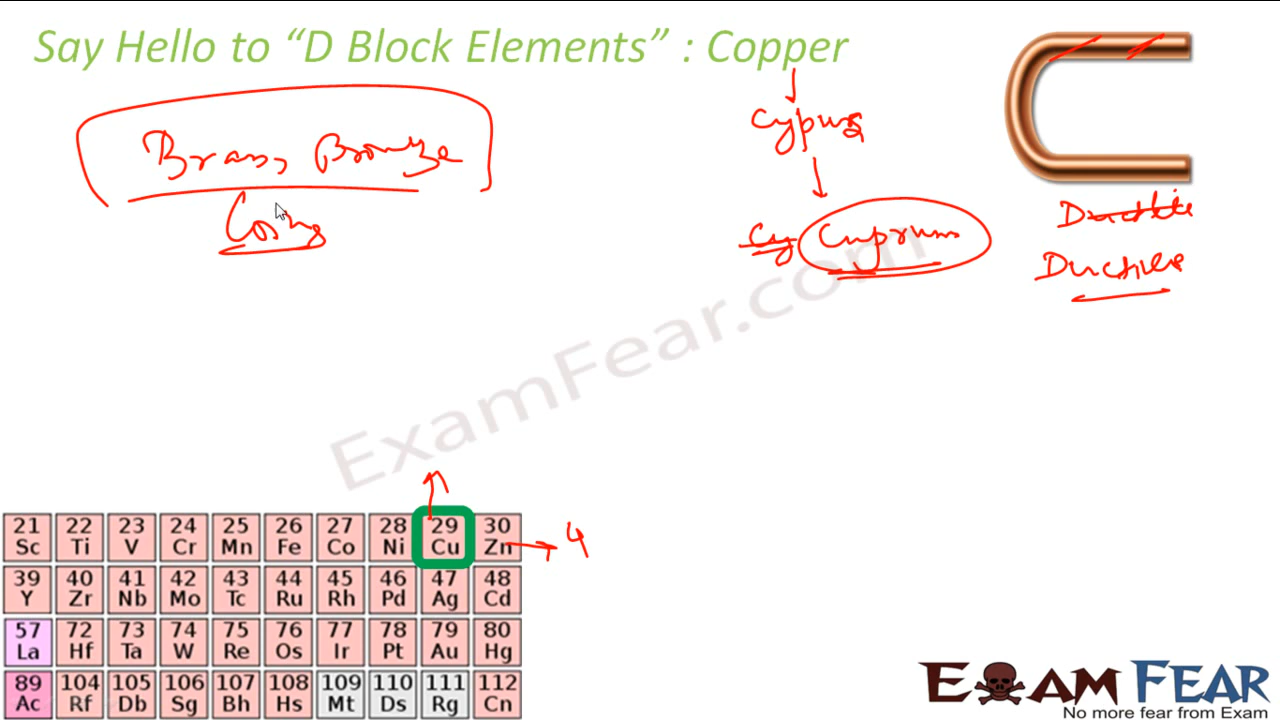 Say Hello to “D Block Elements” : Copper
Brass, Bronze
Cypurs
Cy Cuprum
Ductile
Ductile
ExamFear.com
4
21 22 23 24 25 26 27 28 29 30
Sc Ti V Cr Mn Fe Co Ni Cu Zn
39 40 41 42 43 44 45 46 47 48
Y Zr Nb Mo Tc Ru Rh Pd Ag Cd
57 72 73 74 75 76 77 78 79 80
La Hf Ta W Re Os Ir Pt Au Hg
89 104 105 106 107 108 109 110 111 112
Ac Rf Db Sg Bh Hs Mt Ds Rg Cn
EXAM FEAR
No more fear from Exam